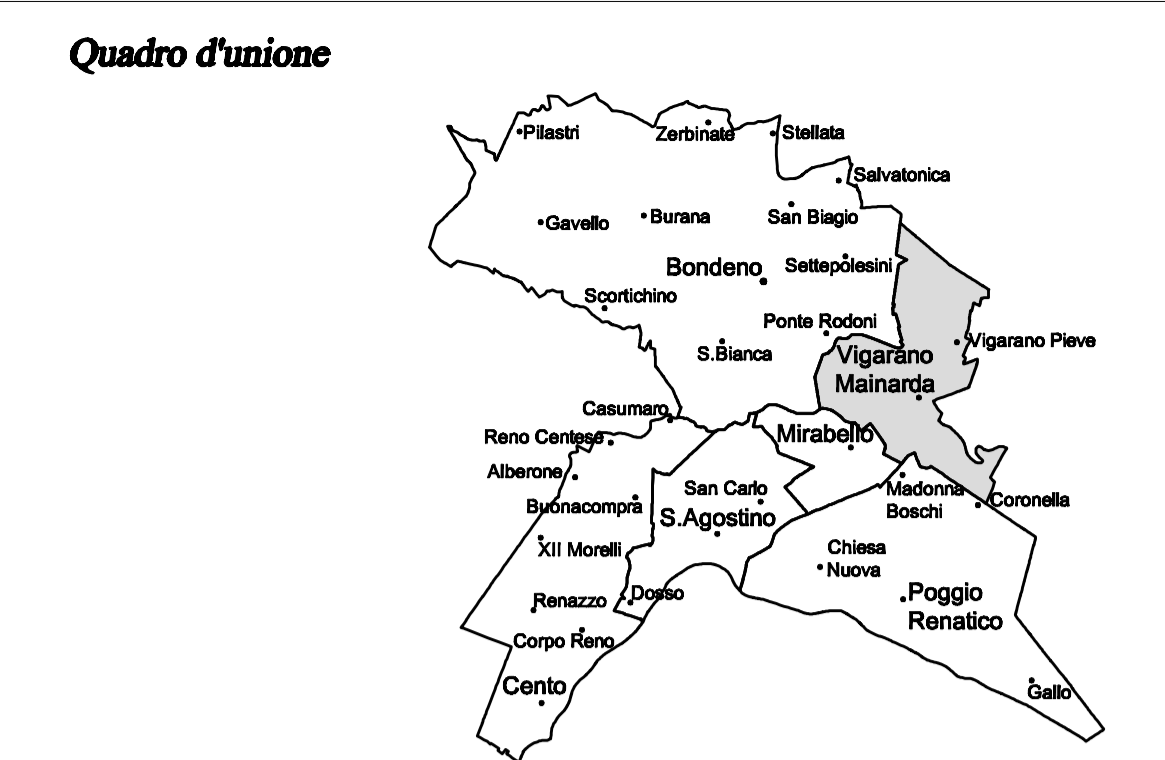 Quadro d'unione
Pilastri
Zerbinate
Stellata
Salvatonica
Gavello
Burana
San Biagio
Bondeno
Settepolesini
Scortichino
Ponte Rodoni
S.Bianca
Vigarano Pieve
Vigarano
Mainarda
Casumaro
Reno Centese
Mirabello
Alberone
San Carlo
Madonna
Boschi
Coronella
Buonacomprà
S.Agostino
XII Morelli
Chiesa
Nuova
Renazzo
Dosso
Poggio
Renatico
Corpo Reno
Cento
Gallo